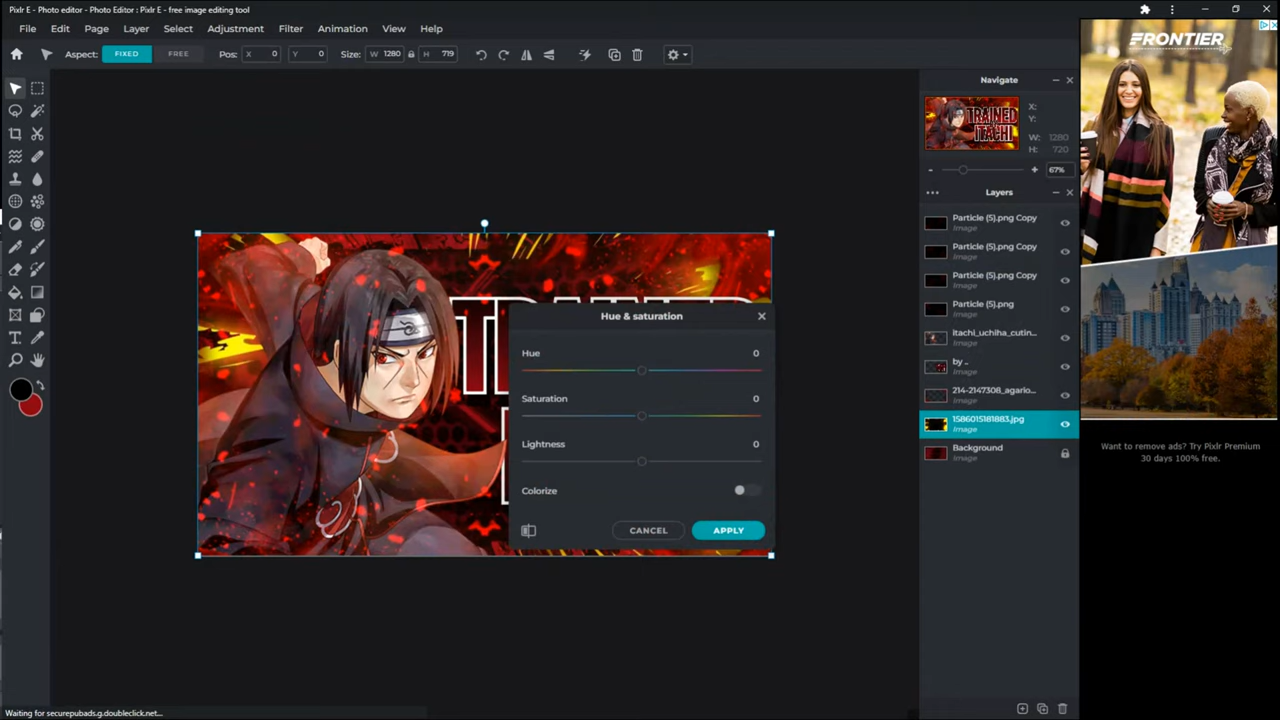 Pixlr E - Photo editor - Photo Editor : Pixlr E - free image editing tool
File Edit Page Layer Select Adjustment Filter Animation View Help
Aspect: FIXED FREE Pos: X 0 Y 0 Size: W 1280 H 719
FRONTIER
Navigate
TRAINED
ITACHI
X:
Y:
W: 1280
H: 720
- + 67%
Layers
Particle (5).png Copy
Image
Particle (5).png Copy
Image
Particle (5).png Copy
Image
Particle (5).png
Image
itachi_uchiha_cutin...
Image
by ..
Image
214-2147308_agario...
Image
1586015181883.jpg
Image
Background
Image
Hue & saturation
Hue 0
Saturation 0
Lightness 0
Colorize
CANCEL APPLY
Want to remove ads? Try Pixlr Premium
30 days 100% free.
Waiting for securepubads.g.doubleclick.net...